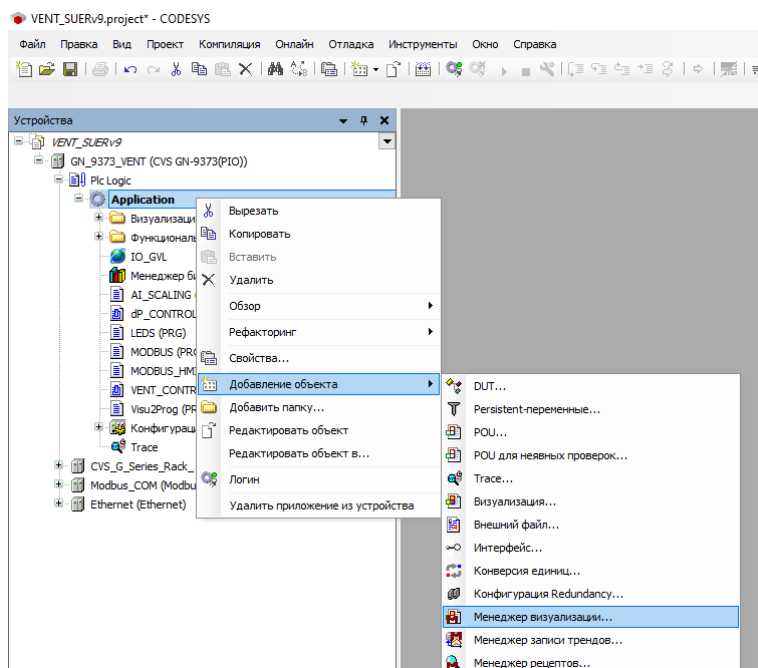 VENT_SUERv9.project* - CODESYS
Файл Правка Вид Проект Компиляция Онлайн Отладка Инструменты Окно Справка
Устройства
VENT_SUERv9
GN_9373_VENT (CVS GN-9373(PIO))
Plc Logic
Application
Визуализаци
Функциональ
IO_GVL
Менеджер би
AI_SCALING (
dP_CONTROL
LEDS (PRG)
MODBUS (PRG
MODBUS_HMI
VENT_CONTR
Visu2Prog (PR
Конфигурац
Trace
CVS_G_Series_Rack_
Modbus_COM (Modbu
Ethernet (Ethernet)
Вырезать
Копировать
Вставить
Удалить
Обзор
Рефакторинг
Свойства...
Добавление объекта
Добавить папку...
Редактировать объект
Редактировать объект в...
Логин
Удалить приложение из устройства
DUT...
Persistent-переменные...
POU...
POU для неявных проверок...
Trace...
Визуализация...
Внешний файл...
Интерфейс...
Конверсия единиц...
Конфигурация Redundancy...
Менеджер визуализации...
Менеджер записи трендов...
Менеджер рецептов...